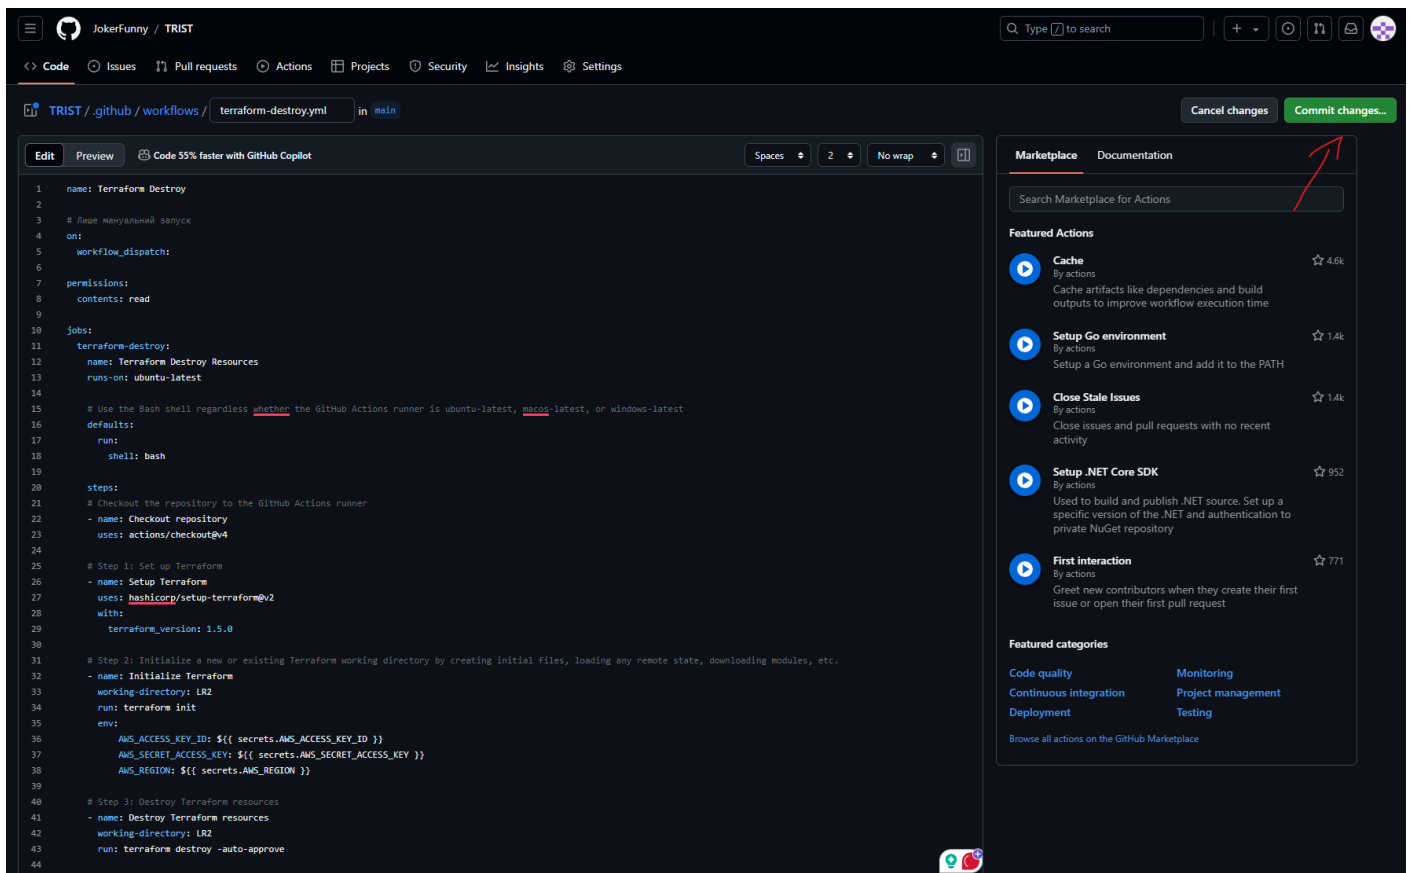 JokerFunny / TRIST
Type / to search
Code
Issues
Pull requests
Actions
Projects
Security
Insights
Settings
TRIST / .github / workflows / terraform-destroy.yml in main
Cancel changes
Commit changes...
Edit
Preview
Code 55% faster with GitHub Copilot
Spaces
2
No wrap
1 name: Terraform Destroy
2
3 # Лише мануальний запуск
4 on:
5 workflow_dispatch:
6
7 permissions:
8 contents: read
9
10 jobs:
11 terraform-destroy:
12 name: Terraform Destroy Resources
13 runs-on: ubuntu-latest
14
15 # Use the Bash shell regardless whether the GitHub Actions runner is ubuntu-latest, macos-latest, or windows-latest
16 defaults:
17 run:
18 shell: bash
19
20 steps:
21 # Checkout the repository to the GitHub Actions runner
22 - name: Checkout repository
23 uses: actions/checkout@v4
24
25 # Step 1: Set up Terraform
26 - name: Setup Terraform
27 uses: hashicorp/setup-terraform@v2
28 with:
29 terraform_version: 1.5.0
30
31 # Step 2: Initialize a new or existing Terraform working directory by creating initial files, loading any remote state, downloading modules, etc.
32 - name: Initialize Terraform
33 working-directory: LR2
34 run: terraform init
35 env:
36 AWS_ACCESS_KEY_ID: ${{ secrets.AWS_ACCESS_KEY_ID }}
37 AWS_SECRET_ACCESS_KEY: ${{ secrets.AWS_SECRET_ACCESS_KEY }}
38 AWS_REGION: ${{ secrets.AWS_REGION }}
39
40 # Step 3: Destroy Terraform resources
41 - name: Destroy Terraform resources
42 working-directory: LR2
43 run: terraform destroy -auto-approve
44
Marketplace
Documentation
Search Marketplace for Actions
Featured Actions
Cache
4.6k
By actions
Cache artifacts like dependencies and build
outputs to improve workflow execution time
Setup Go environment
1.4k
By actions
Setup a Go environment and add it to the PATH
Close Stale Issues
1.4k
By actions
Close issues and pull requests with no recent
activity
Setup .NET Core SDK
952
By actions
Used to build and publish .NET source. Set up a
specific version of the .NET and authentication to
private NuGet repository
First interaction
771
By actions
Greet new contributors when they create their first
issue or open their first pull request
Featured categories
Code quality
Monitoring
Continuous integration
Project management
Deployment
Testing
Browse all actions on the GitHub Marketplace